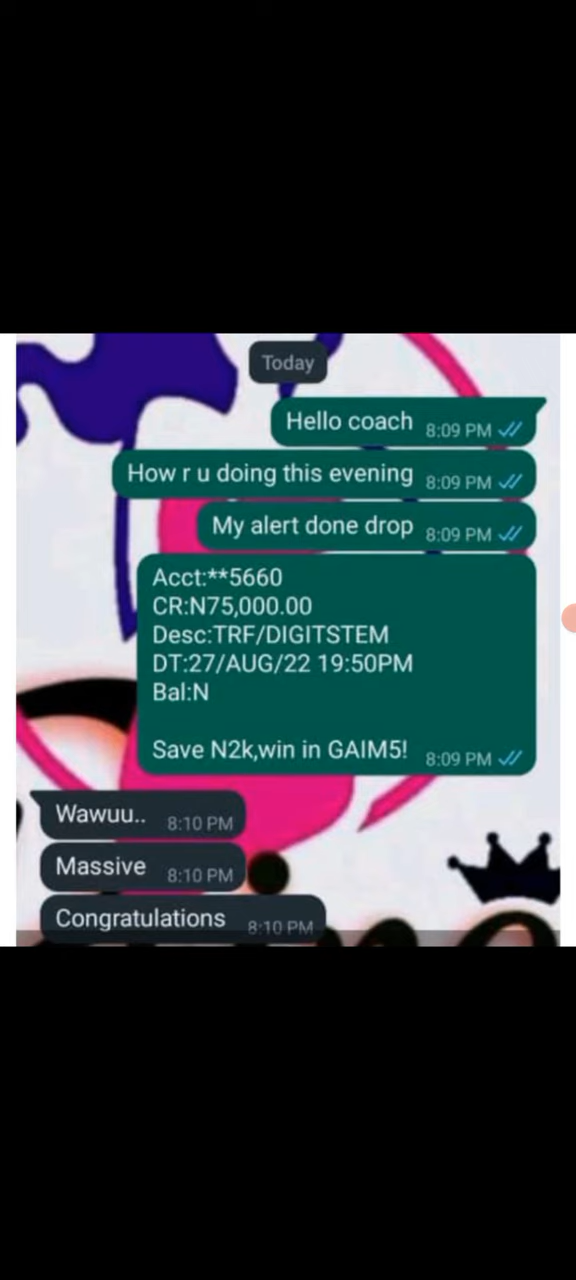 Today
Hello coach 8:09 PM
How r u doing this evening 8:09 PM
My alert done drop 8:09 PM
Acct:**5660
CR:N75,000.00
Desc:TRF/DIGITSTEM
DT:27/AUG/22 19:50PM
Bal:N
Save N2k,win in GAIM5! 8:09 PM
Wawuu.. 8:10 PM
Massive 8:10 PM
Congratulations 8:10 PM